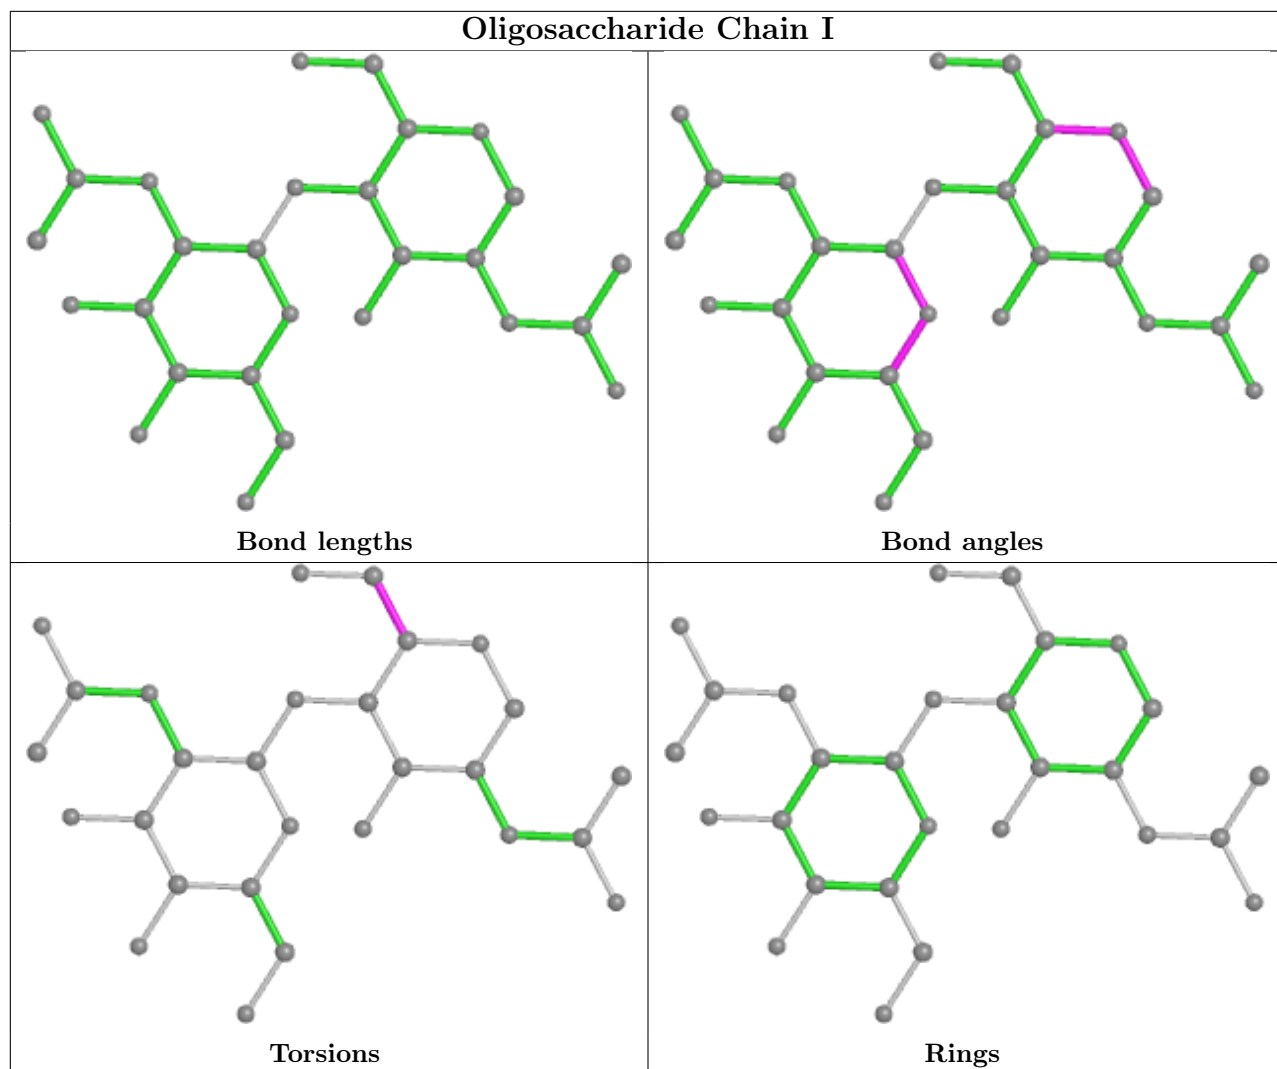 Oligosaccharide Chain I
Bond lengths
Bond angles
Torsions
Rings